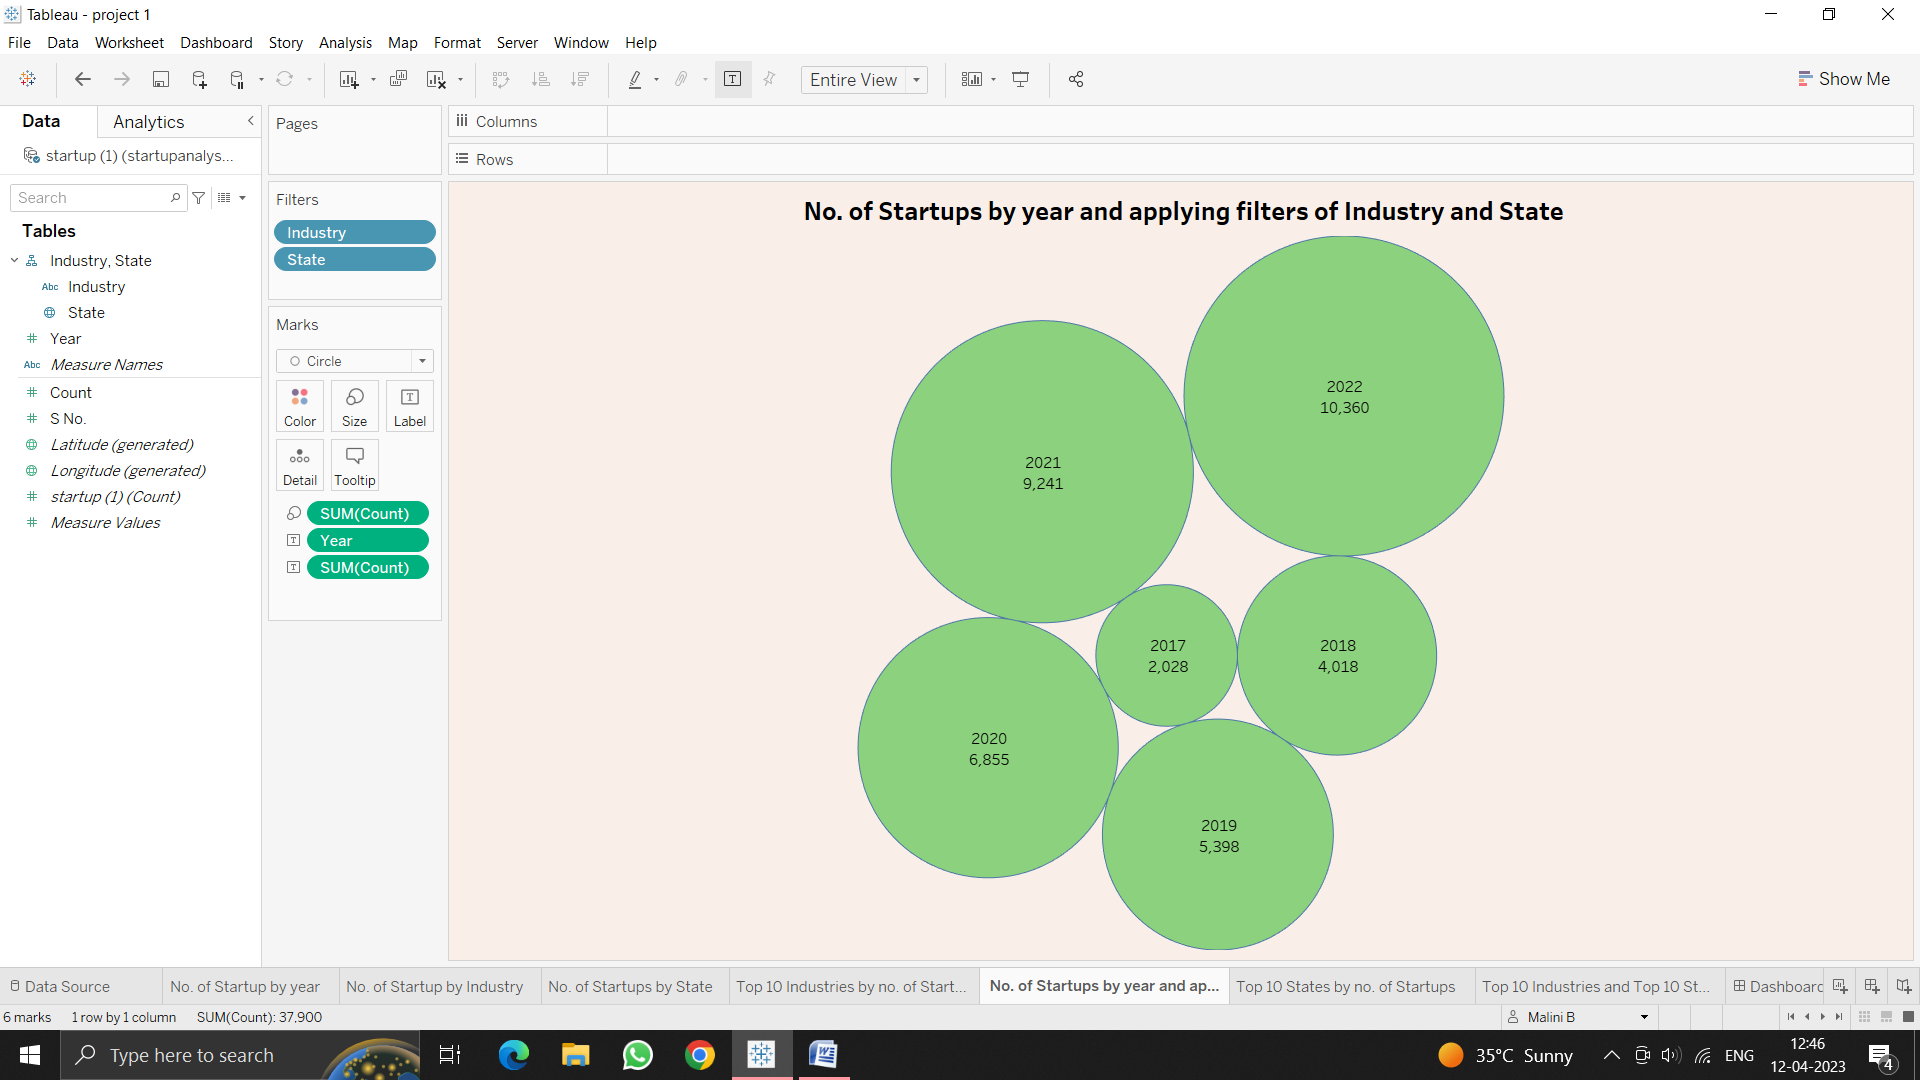 Tableau - project 1
File Data Worksheet Dashboard Story Analysis Map Format Server Window Help
Entire View
Show Me
Data Analytics
startup (1) (startupanalys...
Search
Tables
Industry, State
Abc Industry
State
Year
Abc Measure Names
Count
S No.
Latitude (generated)
Longitude (generated)
startup (1) (Count)
Measure Values
Pages
Filters
Industry
State
Marks
Circle
Color Size Label
Detail Tooltip
SUM(Count)
Year
SUM(Count)
Columns
Rows
No. of Startups by year and applying filters of Industry and State
2022
10,360
2021
9,241
2017
2,028
2018
4,018
2020
6,855
2019
5,398
Data Source No. of Startup by year No. of Startup by Industry No. of Startups by State Top 10 Industries by no. of Start... No. of Startups by year and ap... Top 10 States by no. of Startups Top 10 Industries and Top 10 St... Dashboard
6 marks 1 row by 1 column SUM(Count): 37,900 Malini B
Type here to search
35°C Sunny
ENG
12:46
12-04-2023
4